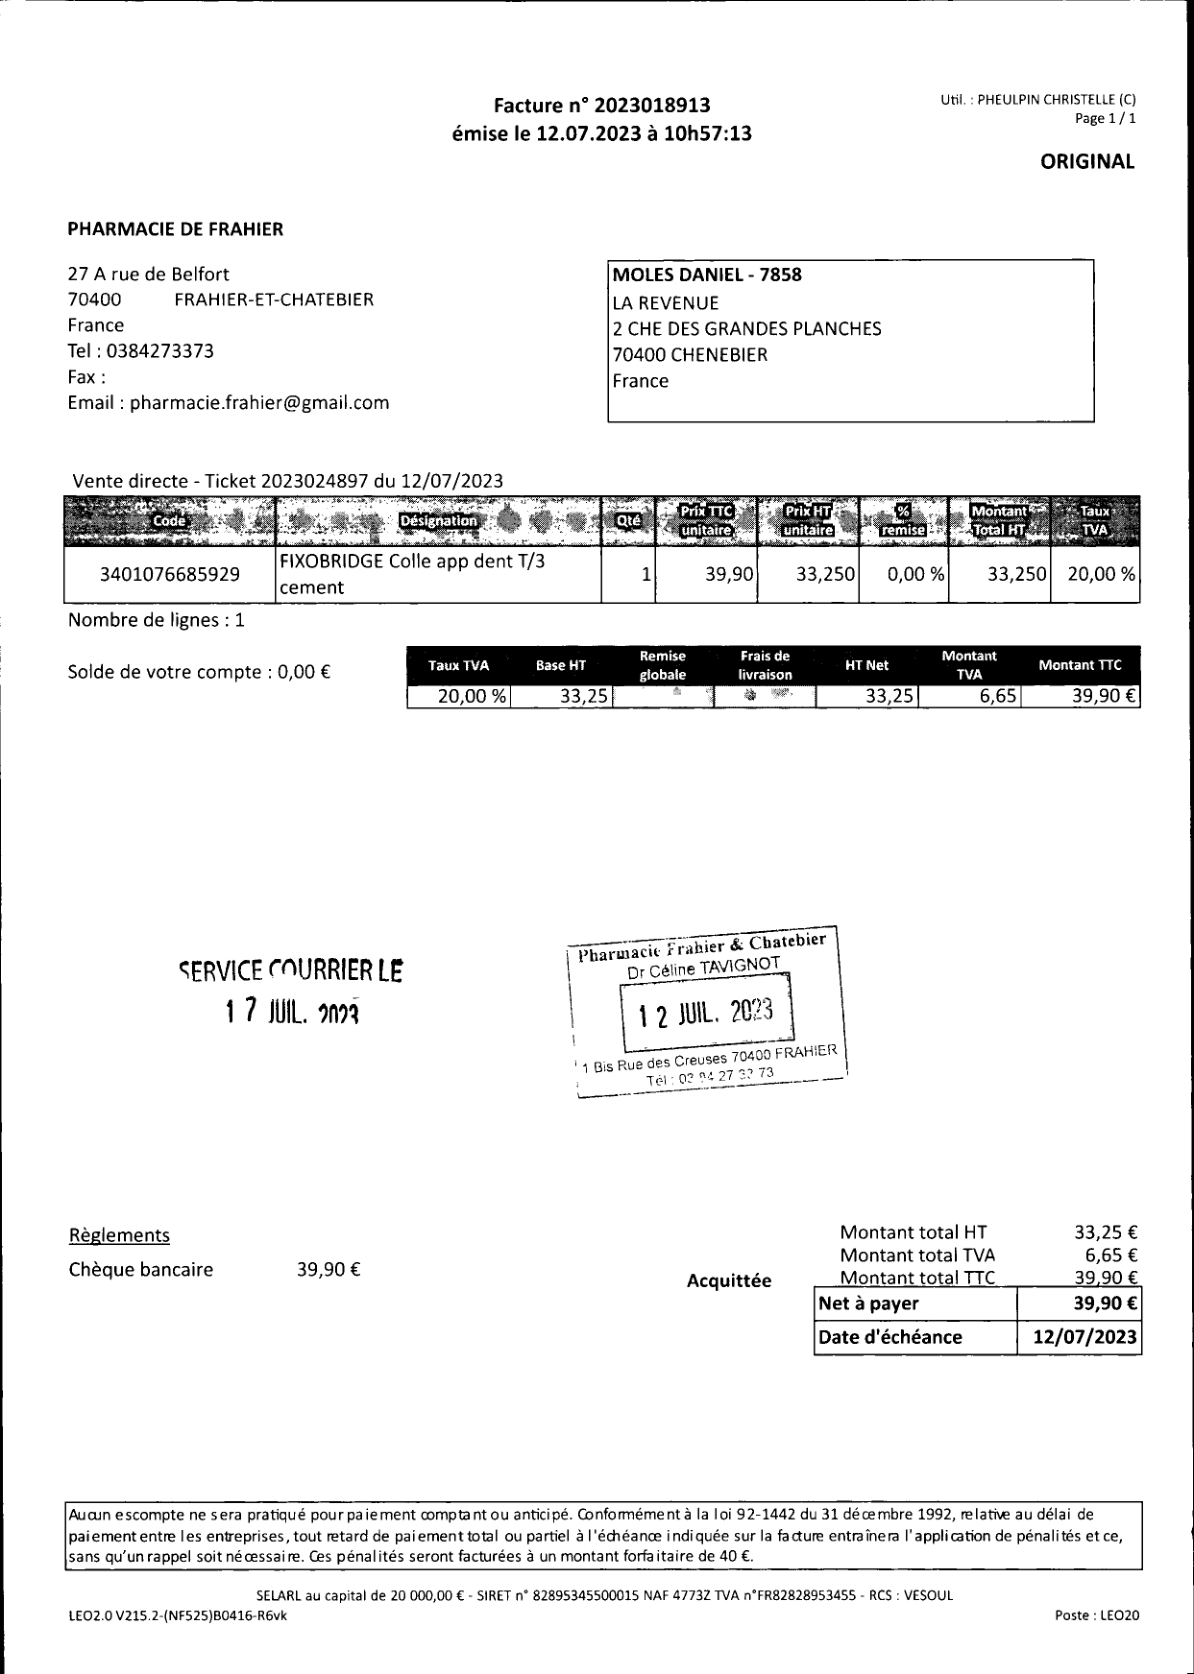 Facture n° 2023018913
émise le 12.07.2023 à 10h57:13
Util. : PHEULPIN CHRISTELLE (C)
Page 1 / 1
ORIGINAL
PHARMACIE DE FRAHIER
27 A rue de Belfort
70400 FRAHIER-ET-CHATEBIER
France
Tel : 0384273373
Fax :
Email : pharmacie.frahier@gmail.com
MOLES DANIEL - 7858
LA REVENUE
2 CHE DES GRANDES PLANCHES
70400 CHENEBIER
France
Vente directe - Ticket 2023024897 du 12/07/2023
Code Désignation Qté Prix TTC unitaire Prix HT unitaire % remise Montant Total HT Taux TVA
3401076685929 FIXOBRIDGE Colle app dent T/3 cement 1 39,90 33,250 0,00 % 33,250 20,00 %
Nombre de lignes : 1
Solde de votre compte : 0,00 €
Taux TVA Base HT Remise globale Frais de livraison HT Net Montant TVA Montant TTC
20,00 % 33,25 33,25 6,65 39,90 €
SERVICE COURRIER LE
17 JUIL. 2023
Pharmacie Frahier & Chatebier
Dr Céline TAVIGNOT
12 JUIL. 2023
1 Bis Rue des Creuses 70400 FRAHIER
Tél : 03 84 27 33 73
Règlements
Chèque bancaire 39,90 €
Acquittée
Montant total HT 33,25 €
Montant total TVA 6,65 €
Montant total TTC 39,90 €
Net à payer 39,90 €
Date d'échéance 12/07/2023
Aucun escompte ne sera pratiqué pour paiement comptant ou anticipé. Conformément à la loi 92-1442 du 31 décembre 1992, relative au délai de
paiement entre les entreprises, tout retard de paiement total ou partiel à l'échéance indiquée sur la facture entraînera l'application de pénalités et ce,
sans qu'un rappel soit nécessaire. Ces pénalités seront facturées à un montant forfaitaire de 40 €.
SELARL au capital de 20 000,00 € - SIRET n° 82895345500015 NAF 4773Z TVA n°FR82828953455 - RCS : VESOUL
LEO2.0 V215.2-(NF525)B0416-R6vk
Poste : LEO20